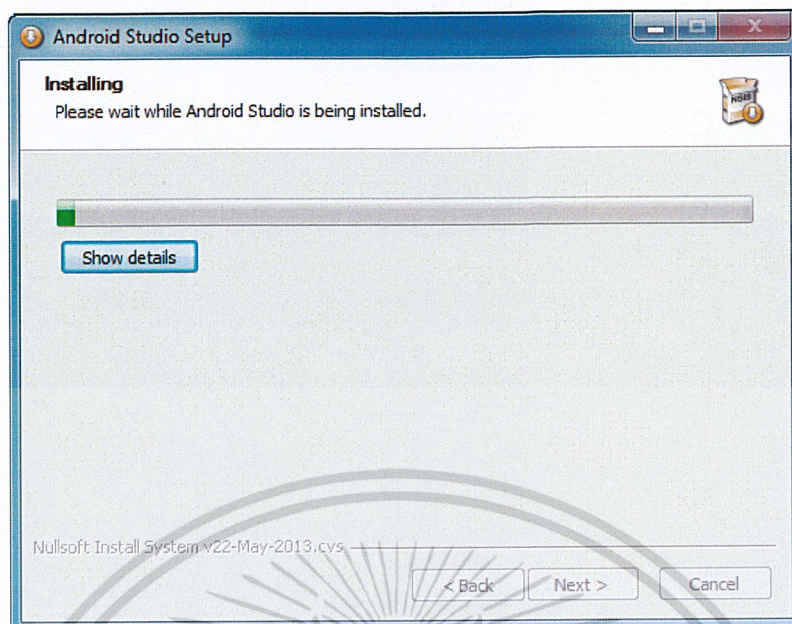 Android Studio Setup
Installing
Please wait while Android Studio is being installed.
NSIS
Show details
Nullsoft Install System v22-May-2013.cvs
< Back
Next >
Cancel